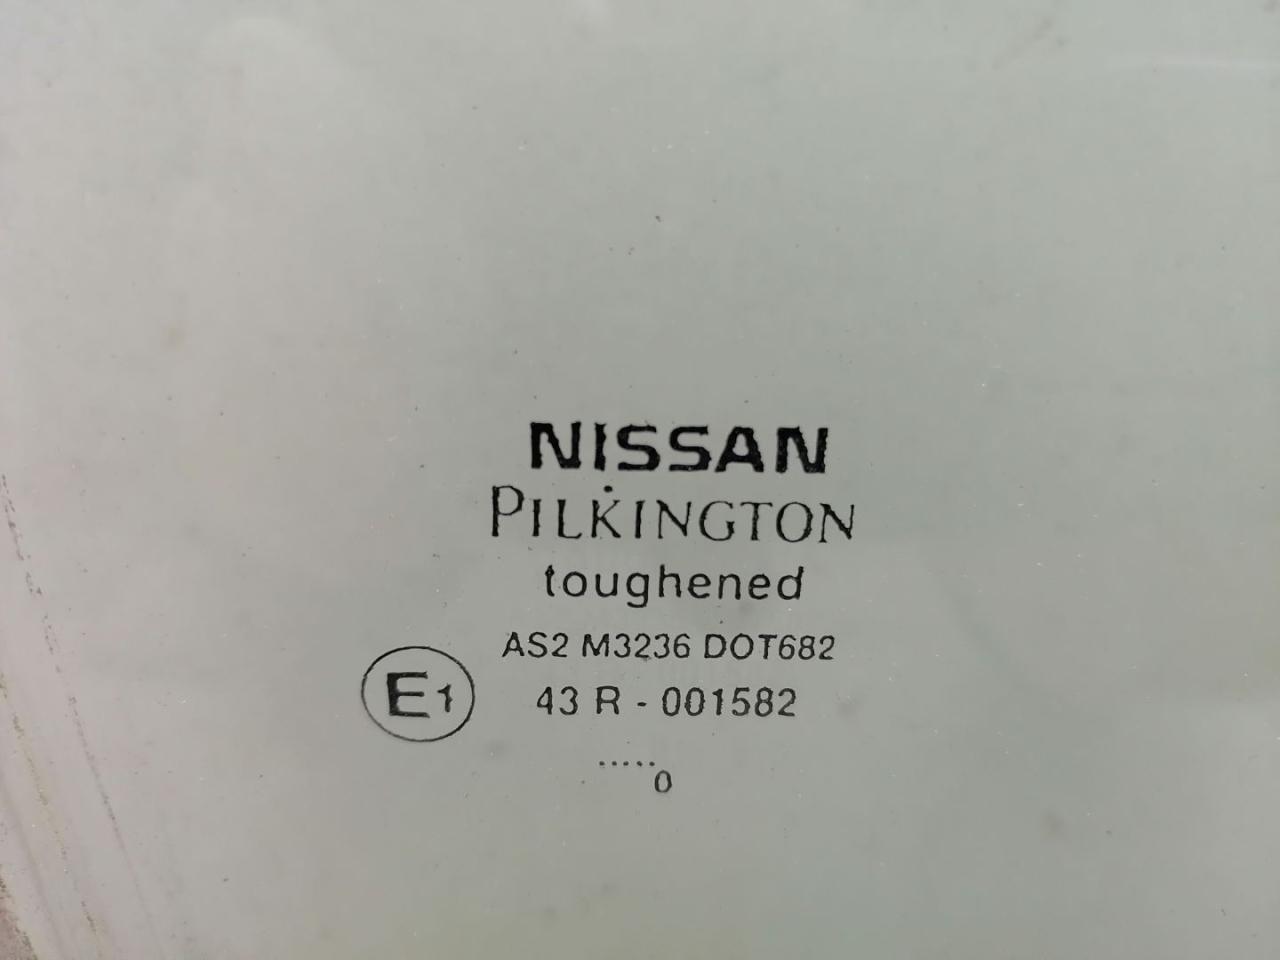 NISSAN
PILKINGTON
toughened
AS2 M3236 DOT682
E1 43 R - 001582
.....0